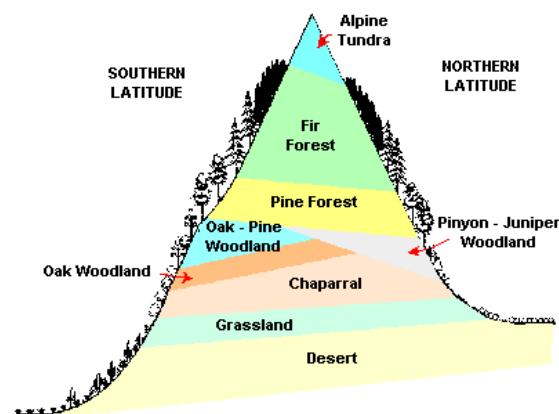 Alpine
Tundra
SOUTHERN
LATITUDE
NORTHERN
LATITUDE
Fir
Forest
Pine Forest
Oak - Pine
Woodland
Pinyon - Juniper
Woodland
Oak Woodland
Chaparral
Grassland
Desert